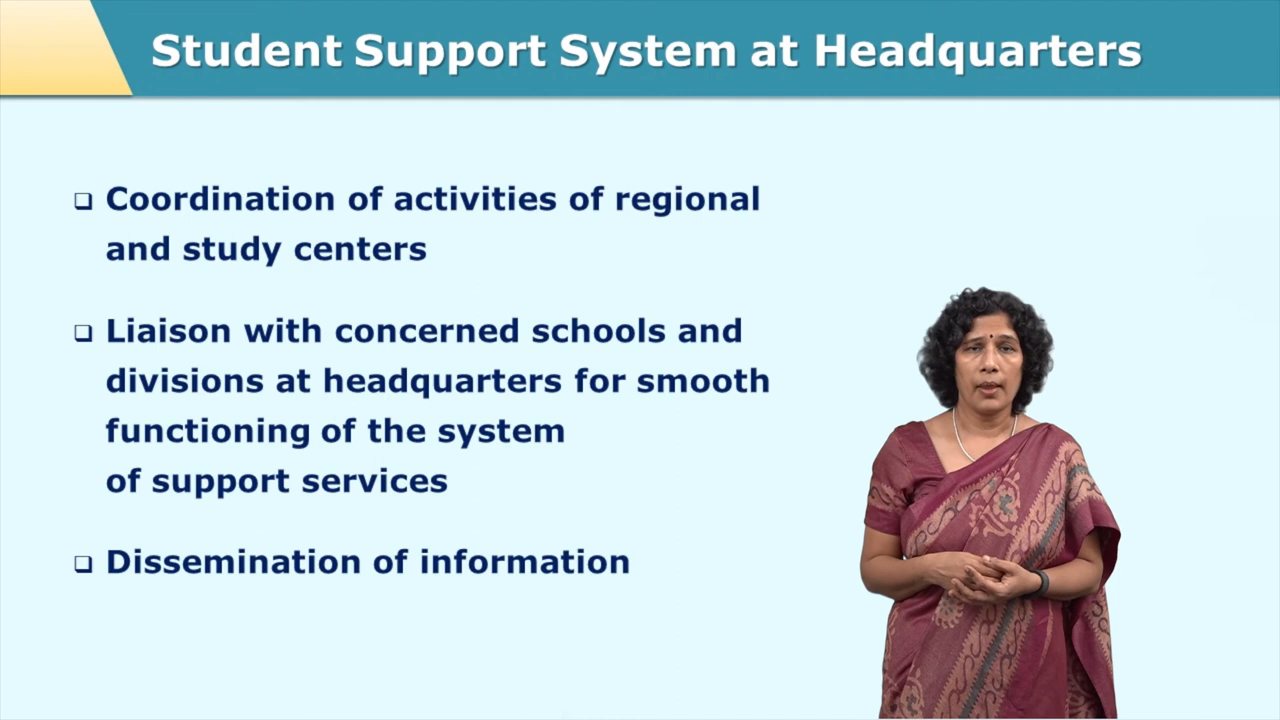 Student Support System at Headquarters
❑ Coordination of activities of regional
and study centers
❑ Liaison with concerned schools and
divisions at headquarters for smooth
functioning of the system
of support services
❑ Dissemination of information